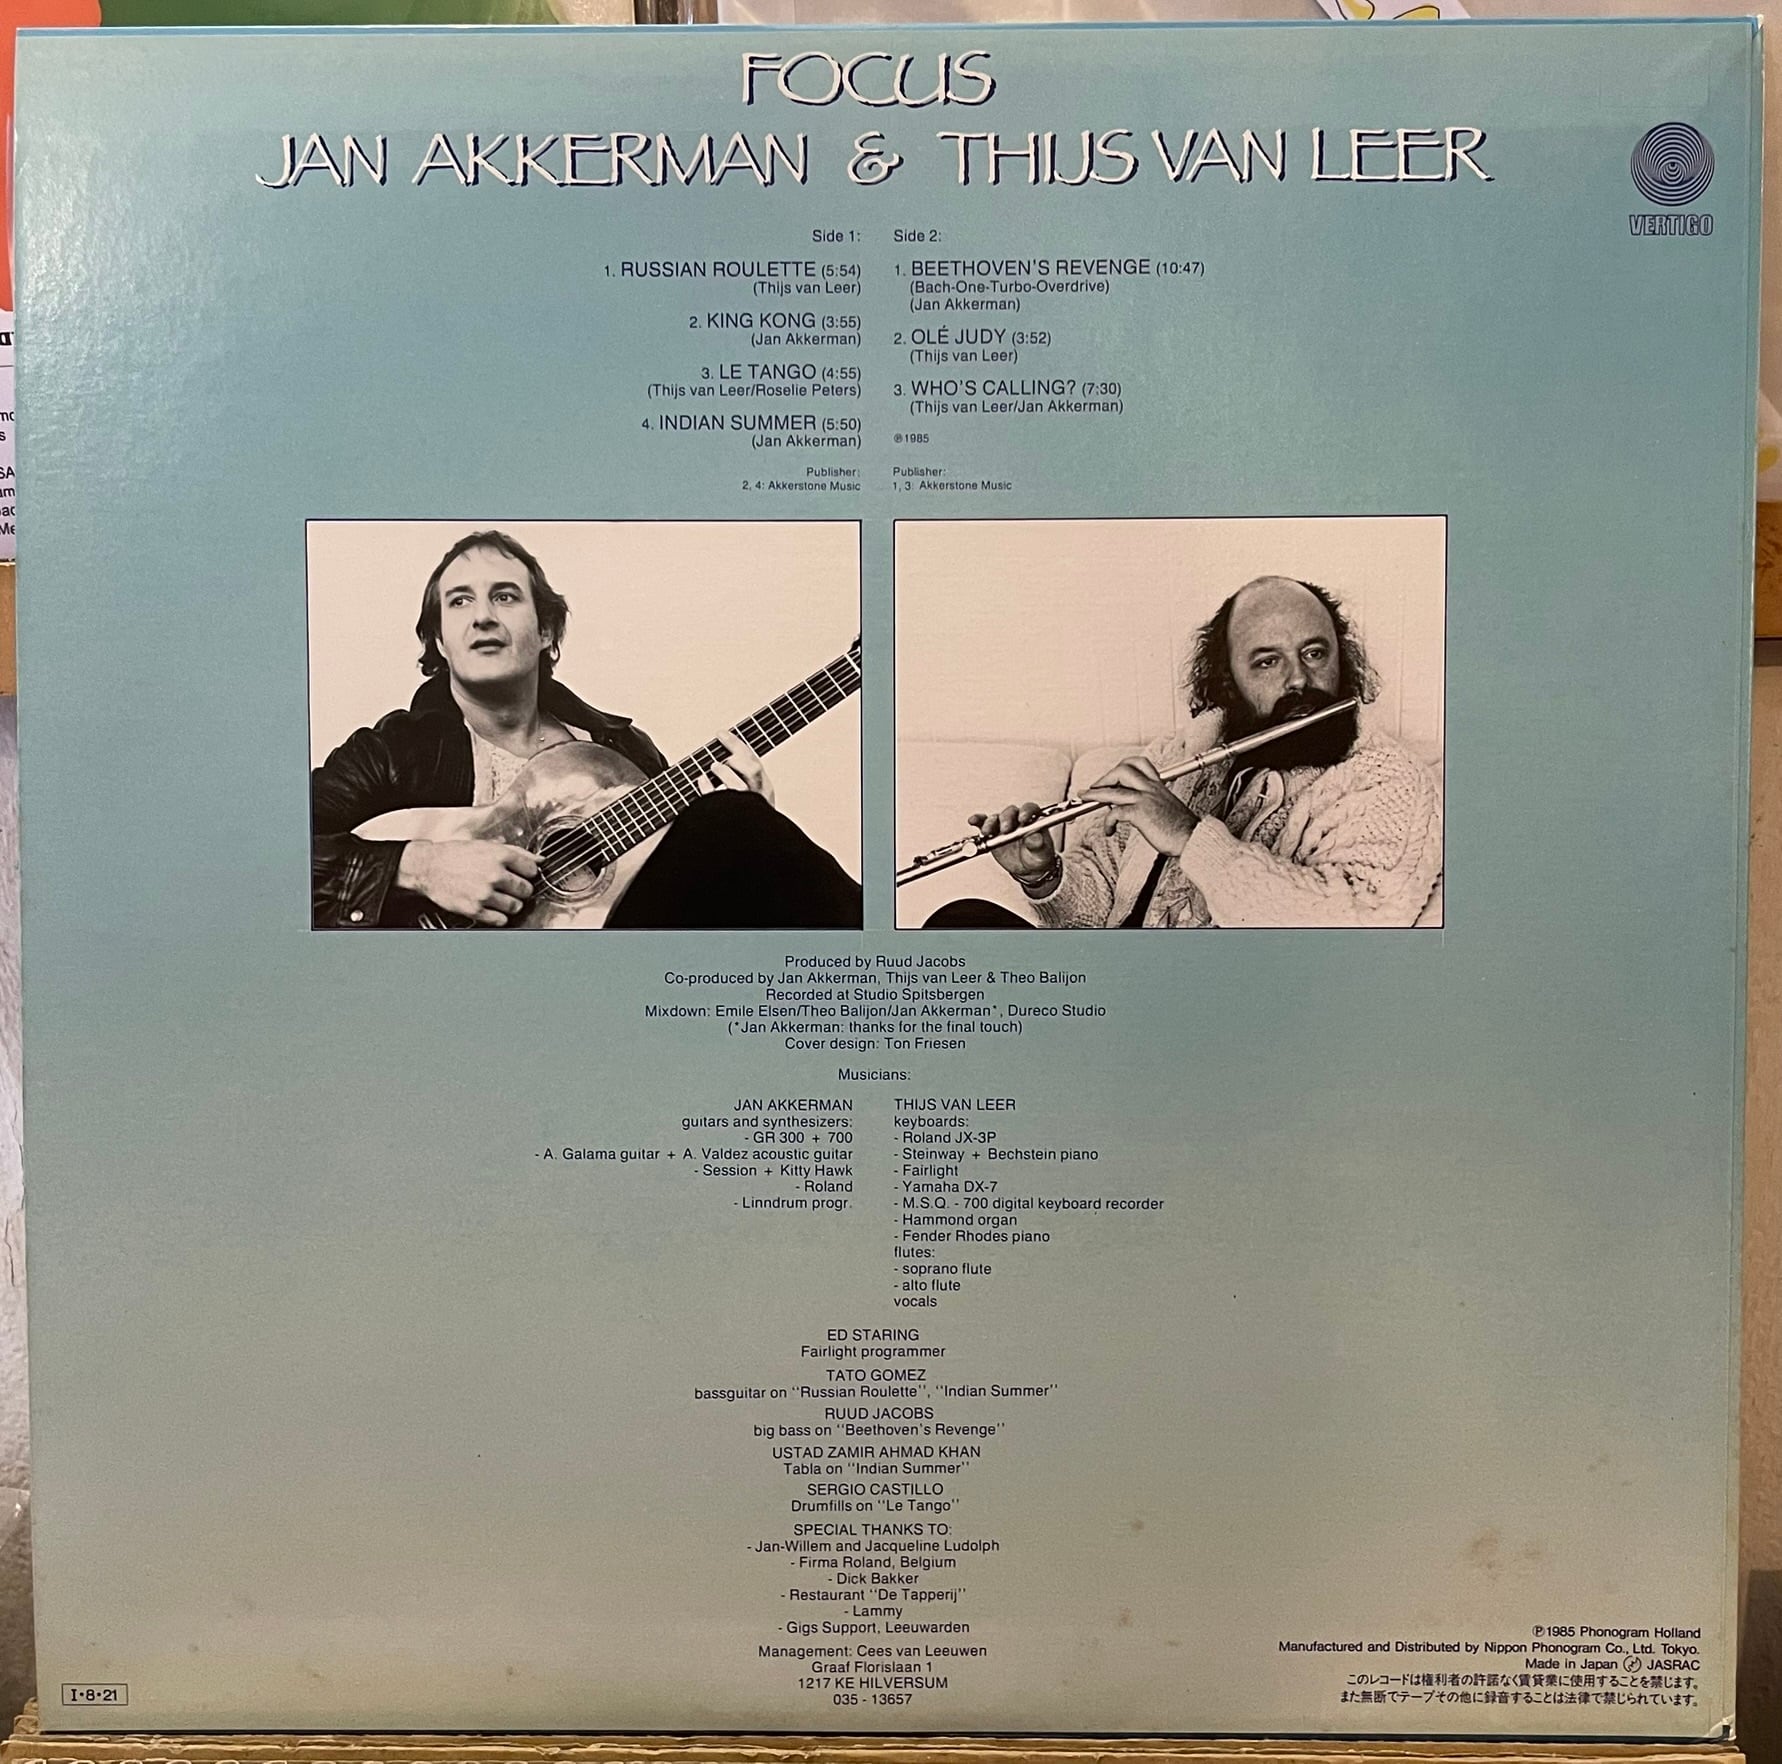 FOCUS
JAN AKKERMAN & THIJS VAN LEER
VERTIGO
Side 1:
1. RUSSIAN ROULETTE (5:54)
(Thijs van Leer)
2. KING KONG (3:55)
(Jan Akkerman)
3. LE TANGO (4:55)
(Thijs van Leer/Roselie Peters)
4. INDIAN SUMMER (5:50)
(Jan Akkerman)
Publisher:
2, 4: Akkerstone Music
Side 2:
1. BEETHOVEN'S REVENGE (10:47)
(Bach-One-Turbo-Overdrive)
(Jan Akkerman)
2. OLÉ JUDY (3:52)
(Thijs van Leer)
3. WHO'S CALLING? (7:30)
(Thijs van Leer/Jan Akkerman)
℗1985
Publisher:
1, 3: Akkerstone Music
Produced by Ruud Jacobs
Co-produced by Jan Akkerman, Thijs van Leer & Theo Balijon
Recorded at Studio Spitsbergen
Mixdown: Emile Elsen/Theo Balijon/Jan Akkerman*, Dureco Studio
(*Jan Akkerman: thanks for the final touch)
Cover design: Ton Friesen
Musicians:
JAN AKKERMAN
guitars and synthesizers:
- GR 300 + 700
- A. Galama guitar + A. Valdez acoustic guitar
- Session + Kitty Hawk
- Roland
- Linndrum progr.
THIJS VAN LEER
keyboards:
- Roland JX-3P
- Steinway + Bechstein piano
- Fairlight
- Yamaha DX-7
- M.S.Q. - 700 digital keyboard recorder
- Hammond organ
- Fender Rhodes piano
flutes:
- soprano flute
- alto flute
vocals
ED STARING
Fairlight programmer
TATO GOMEZ
bassguitar on ''Russian Roulette'', ''Indian Summer''
RUUD JACOBS
big bass on ''Beethoven's Revenge''
USTAD ZAMIR AHMAD KHAN
Tabla on ''Indian Summer''
SERGIO CASTILLO
Drumfills on ''Le Tango''
SPECIAL THANKS TO:
- Jan-Willem and Jacqueline Ludolph
- Firma Roland, Belgium
- Dick Bakker
- Restaurant ''De Tapperij''
- Lammy
- Gigs Support, Leeuwarden
Management: Cees van Leeuwen
Graaf Florislaan 1
1217 KE HILVERSUM
035 - 13657
I•8•21
℗1985 Phonogram Holland
Manufactured and Distributed by Nippon Phonogram Co., Ltd. Tokyo.
Made in Japan JASRAC
このレコードは権利者の許諾なく賃貸業に使用することを禁じます。
また無断でテープその他に録音することは法律で禁じられています。